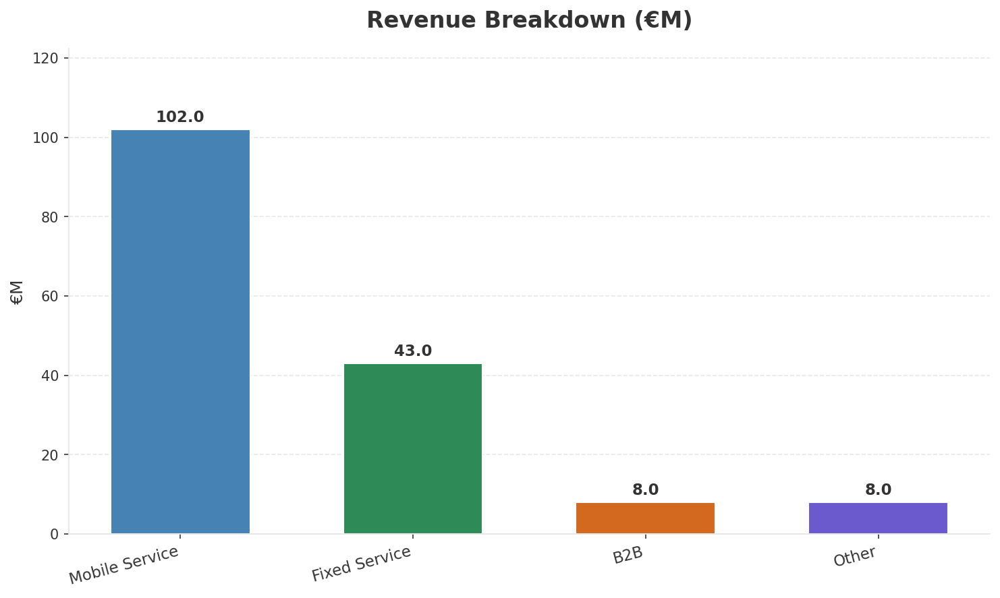 Revenue Breakdown (€M)
120
100
80
60
40
20
0
€M
102.0
43.0
8.0
8.0
Mobile Service
Fixed Service
B2B
Other